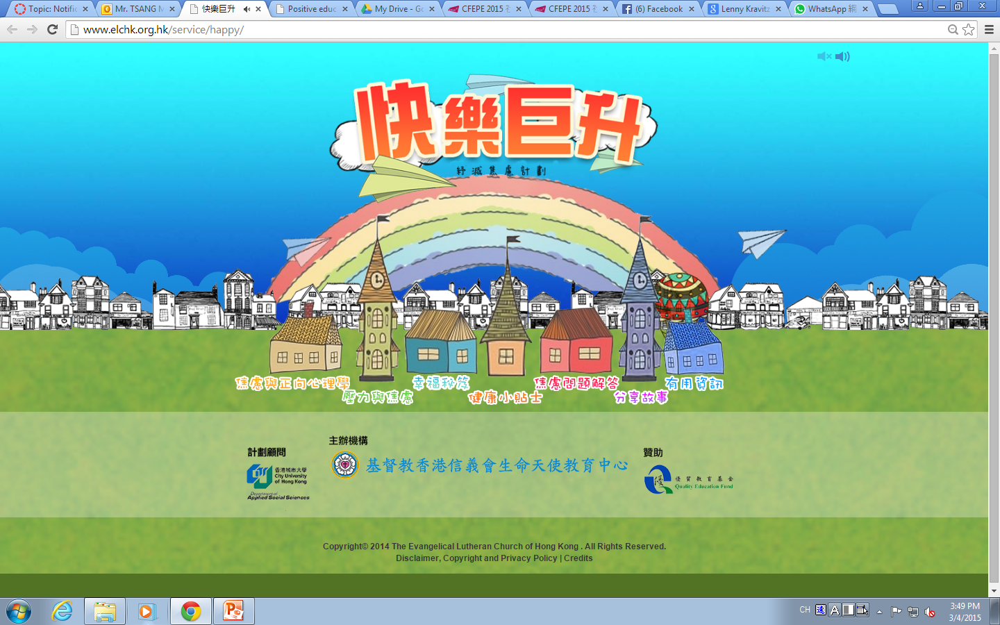 Topic: Notific
Mr. TSANG M
快樂巨升
Positive educ
My Drive - Go
CFEPE 2015 
CFEPE 2015 
(6) Facebook
Lenny Kravitz
WhatsApp 網
www.elchk.org.hk/service/happy/
快樂巨升
紓減焦慮計劃
焦慮與正向心理學
幸福秘笈
焦慮問題解答
有用資訊
壓力與焦慮
健康小貼士
分享故事
主辦機構
基督教香港信義會生命天使教育中心
計劃顧問
香港城市大學
City University
of Hong Kong
Department of
Applied Social Sciences
贊助
優質教育基金
Quality Education Fund
Copyright© 2014 The Evangelical Lutheran Church of Hong Kong . All Rights Reserved.
Disclaimer, Copyright and Privacy Policy | Credits
CH
速
A
3:49 PM
3/4/2015